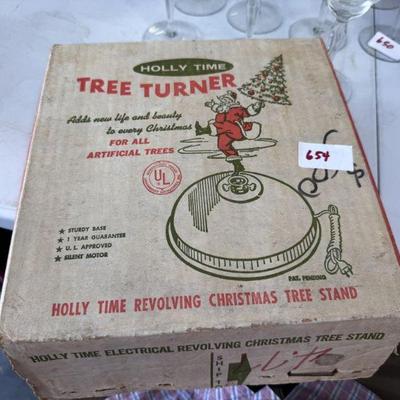 HOLLY TIME
TREE TURNER
Adds new life and beauty
to every Christmas
FOR ALL
ARTIFICIAL TREES
UL
★ STURDY BASE
★ 1 YEAR GUARANTEE
★ U. L. APPROVED
★ SILENT MOTOR
PAT. PENDING
HOLLY TIME REVOLVING CHRISTMAS TREE STAND
HOLLY TIME ELECTRICAL REVOLVING CHRISTMAS TREE STAND
SHIP T
654
650